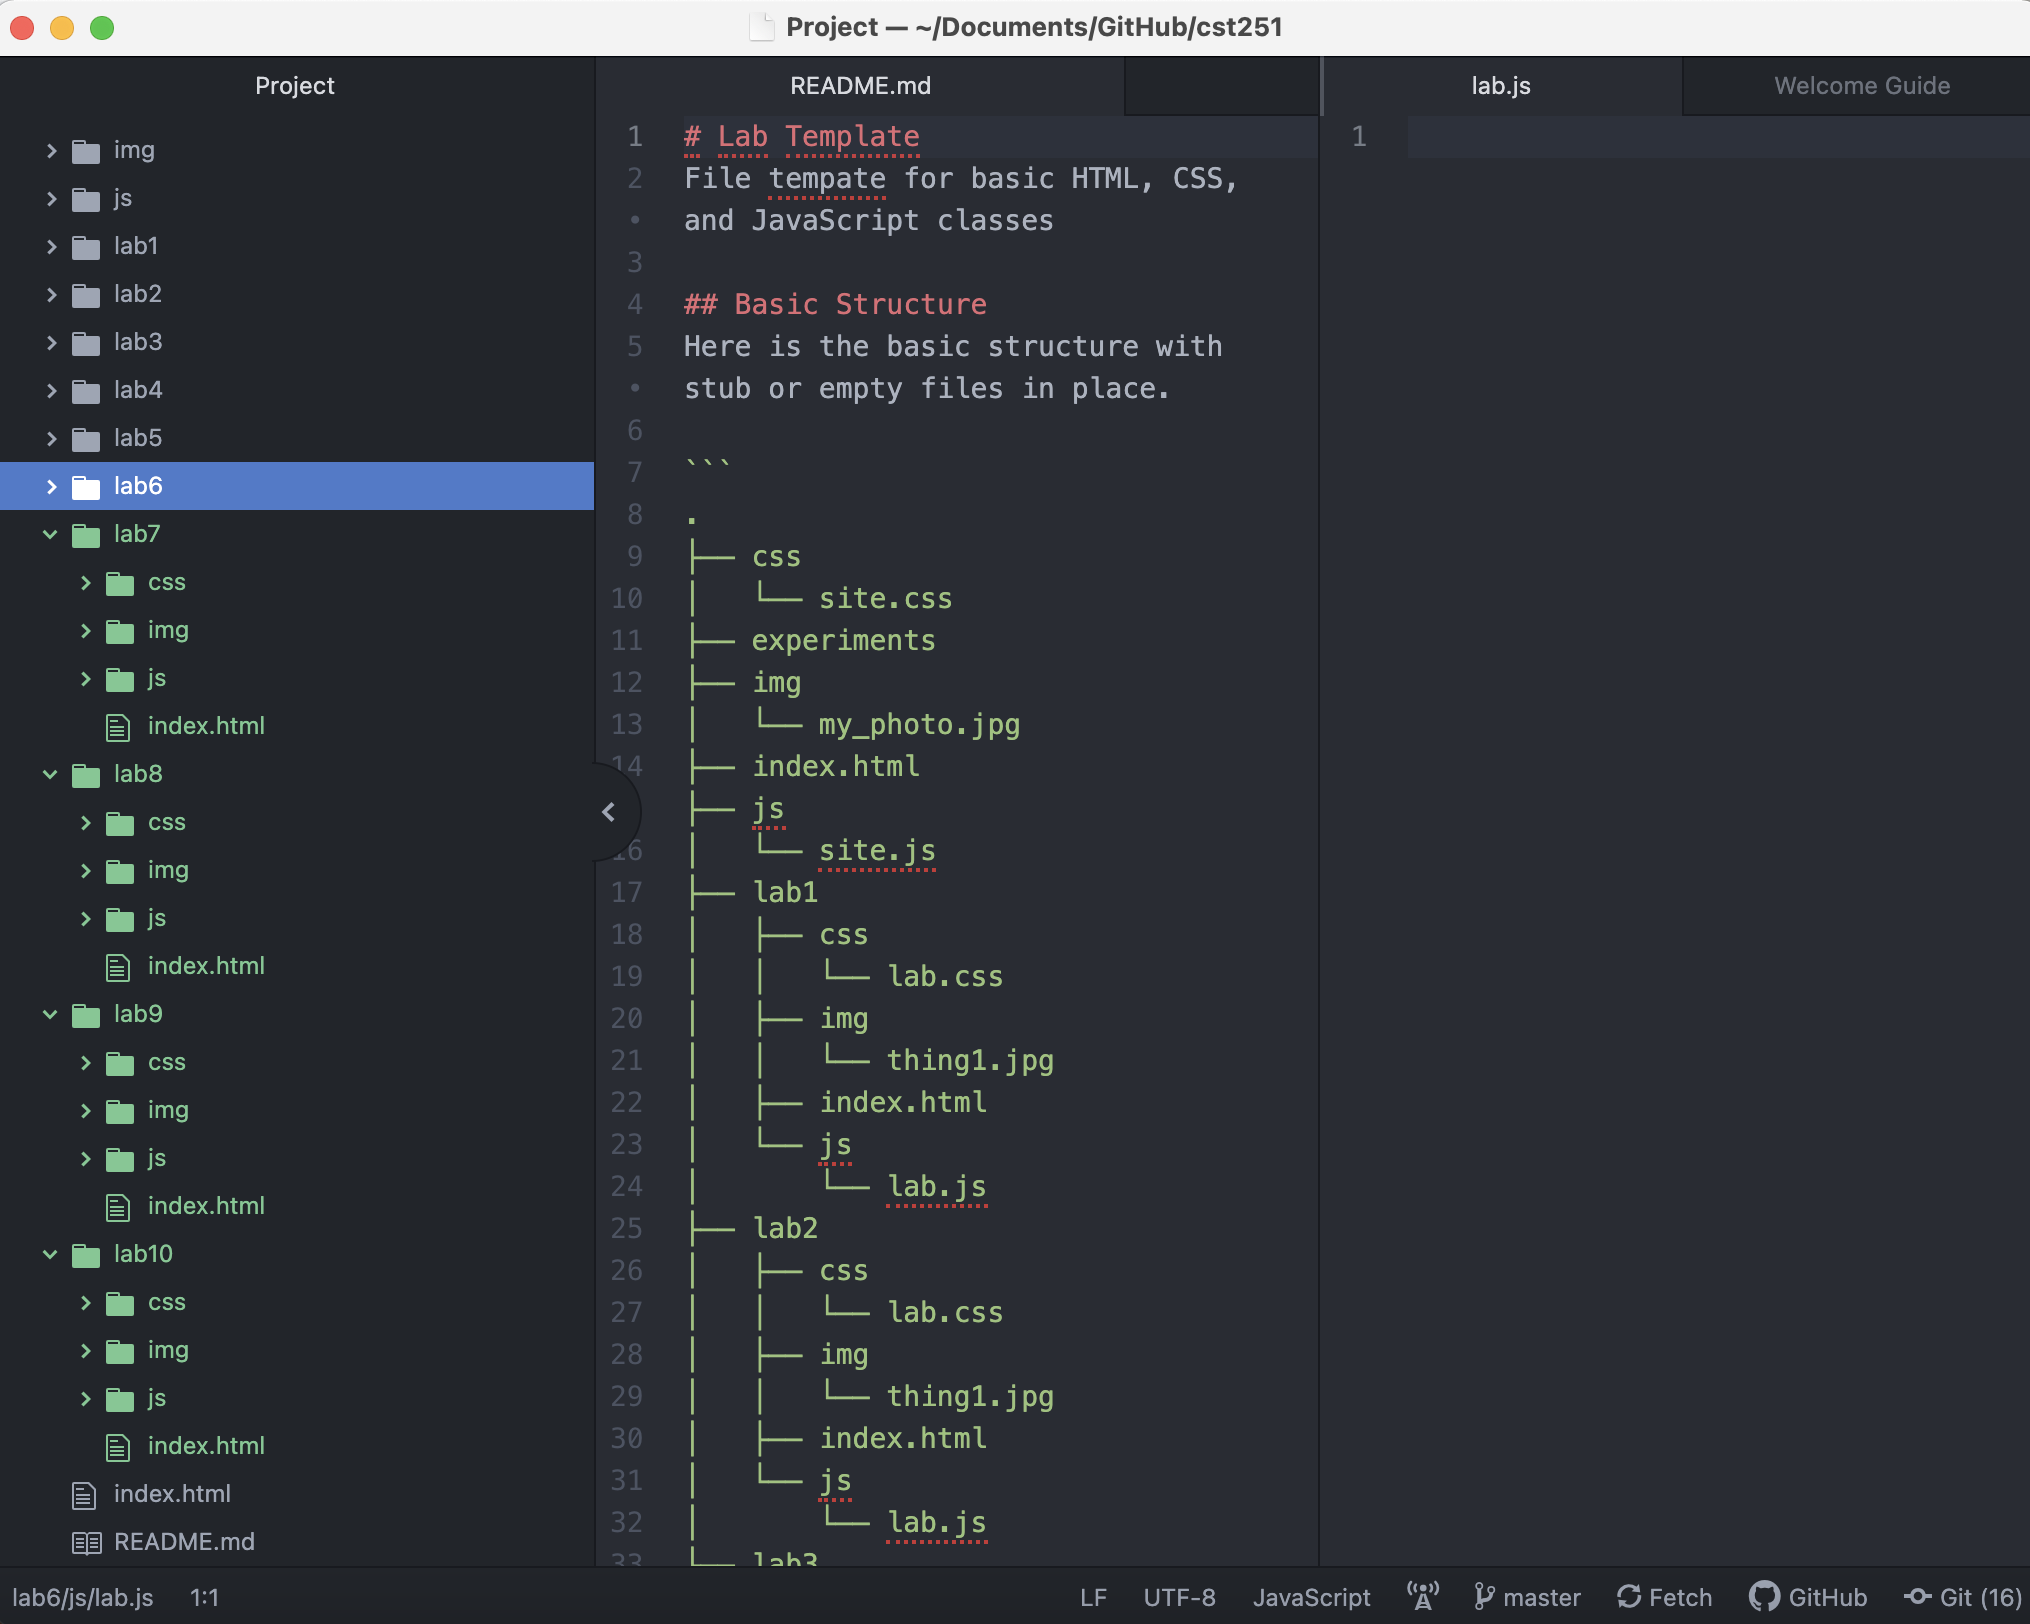 Project — ~/Documents/GitHub/cst251
Project
img
js
lab1
lab2
lab3
lab4
lab5
lab6
lab7
css
img
js
index.html
lab8
css
img
js
index.html
lab9
css
img
js
index.html
lab10
css
img
js
index.html
index.html
README.md
README.md
1 # Lab Template
2 File tempate for basic HTML, CSS,
• and JavaScript classes
3
4 ## Basic Structure
5 Here is the basic structure with
• stub or empty files in place.
6
7 ```
8 .
9 ├── css
10 │   └── site.css
11 ├── experiments
12 ├── img
13 │   └── my_photo.jpg
14 ├── index.html
├── js
16 │   └── site.js
17 ├── lab1
18 │   ├── css
19 │   │   └── lab.css
20 │   ├── img
21 │   │   └── thing1.jpg
22 │   ├── index.html
23 │   └── js
24 │       └── lab.js
25 ├── lab2
26 │   ├── css
27 │   │   └── lab.css
28 │   ├── img
29 │   │   └── thing1.jpg
30 │   ├── index.html
31 │   └── js
32 │       └── lab.js
33 ├── lab3
lab.js
Welcome Guide
1
lab6/js/lab.js 1:1 LF UTF-8 JavaScript master Fetch GitHub Git (16)